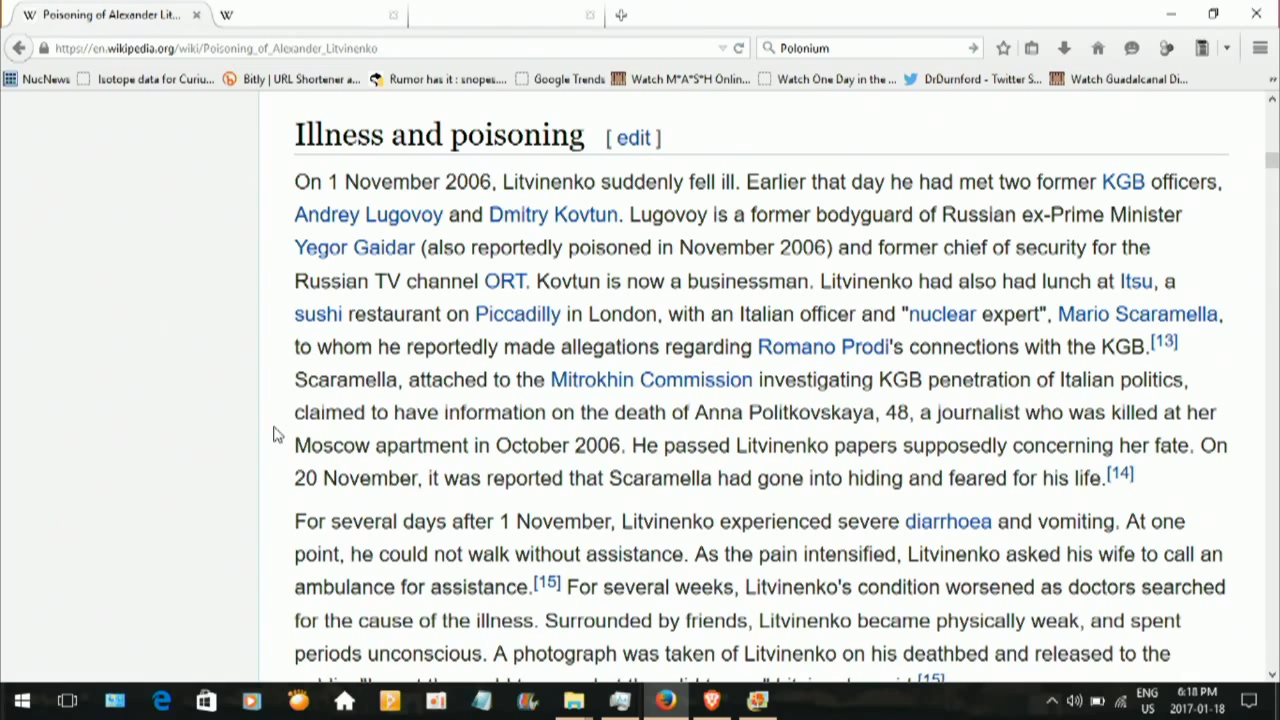 Poisoning of Alexander Lit...
https://en.wikipedia.org/wiki/Poisoning_of_Alexander_Litvinenko
Polonium
NucNews
Isotope data for Curiu...
Bitly | URL Shortener a...
Rumor has it : snopes....
Google Trends
Watch M*A*S*H Onlin...
Watch One Day in the ...
DrDurnford - Twitter S...
Watch Guadalcanal Di...
Illness and poisoning [ edit ]
On 1 November 2006, Litvinenko suddenly fell ill. Earlier that day he had met two former KGB officers,
Andrey Lugovoy and Dmitry Kovtun. Lugovoy is a former bodyguard of Russian ex-Prime Minister
Yegor Gaidar (also reportedly poisoned in November 2006) and former chief of security for the
Russian TV channel ORT. Kovtun is now a businessman. Litvinenko had also had lunch at Itsu, a
sushi restaurant on Piccadilly in London, with an Italian officer and "nuclear expert", Mario Scaramella,
to whom he reportedly made allegations regarding Romano Prodi's connections with the KGB.[13]
Scaramella, attached to the Mitrokhin Commission investigating KGB penetration of Italian politics,
claimed to have information on the death of Anna Politkovskaya, 48, a journalist who was killed at her
Moscow apartment in October 2006. He passed Litvinenko papers supposedly concerning her fate. On
20 November, it was reported that Scaramella had gone into hiding and feared for his life.[14]
For several days after 1 November, Litvinenko experienced severe diarrhoea and vomiting. At one
point, he could not walk without assistance. As the pain intensified, Litvinenko asked his wife to call an
ambulance for assistance.[15] For several weeks, Litvinenko's condition worsened as doctors searched
for the cause of the illness. Surrounded by friends, Litvinenko became physically weak, and spent
periods unconscious. A photograph was taken of Litvinenko on his deathbed and released to the
[15]
ENG
US
6:18 PM
2017-01-18